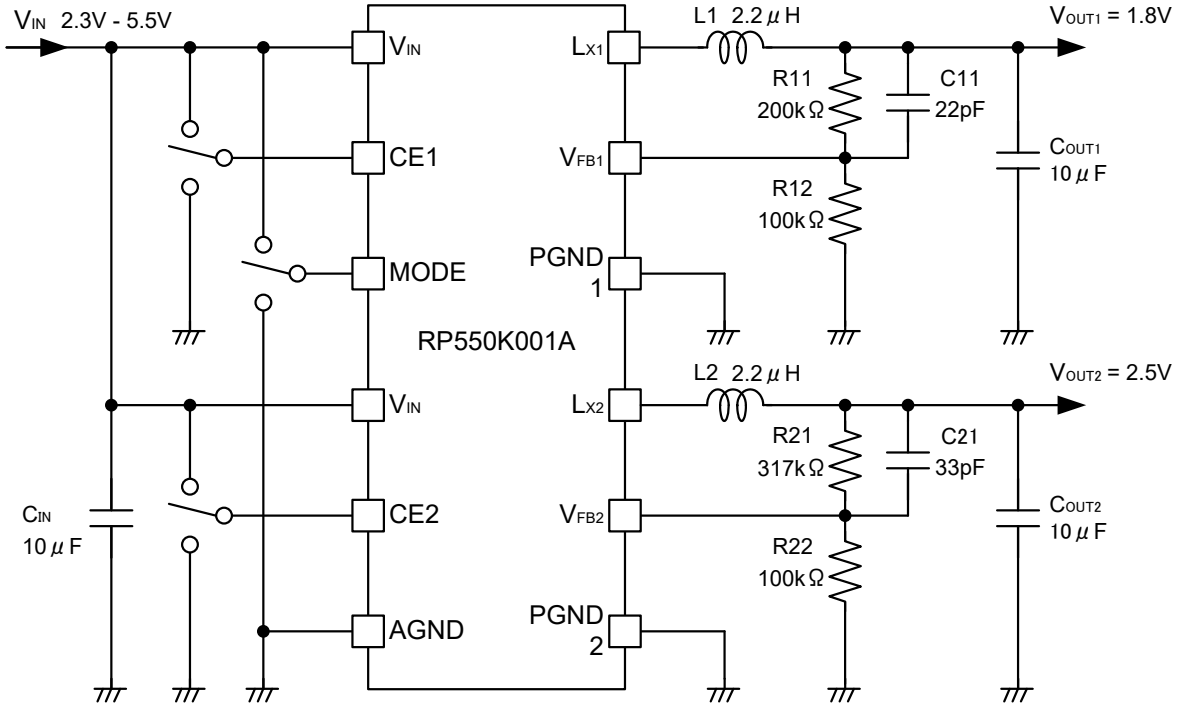 VIN 2.3V - 5.5V
VIN
CE1
MODE
RP550K001A
VIN
CE2
AGND
CIN
10μF
LX1
VFB1
PGND
1
LX2
VFB2
PGND
2
L1 2.2μH
VOUT1 = 1.8V
R11
200kΩ
C11
22pF
R12
100kΩ
COUT1
10μF
L2 2.2μH
VOUT2 = 2.5V
R21
317kΩ
C21
33pF
R22
100kΩ
COUT2
10μF